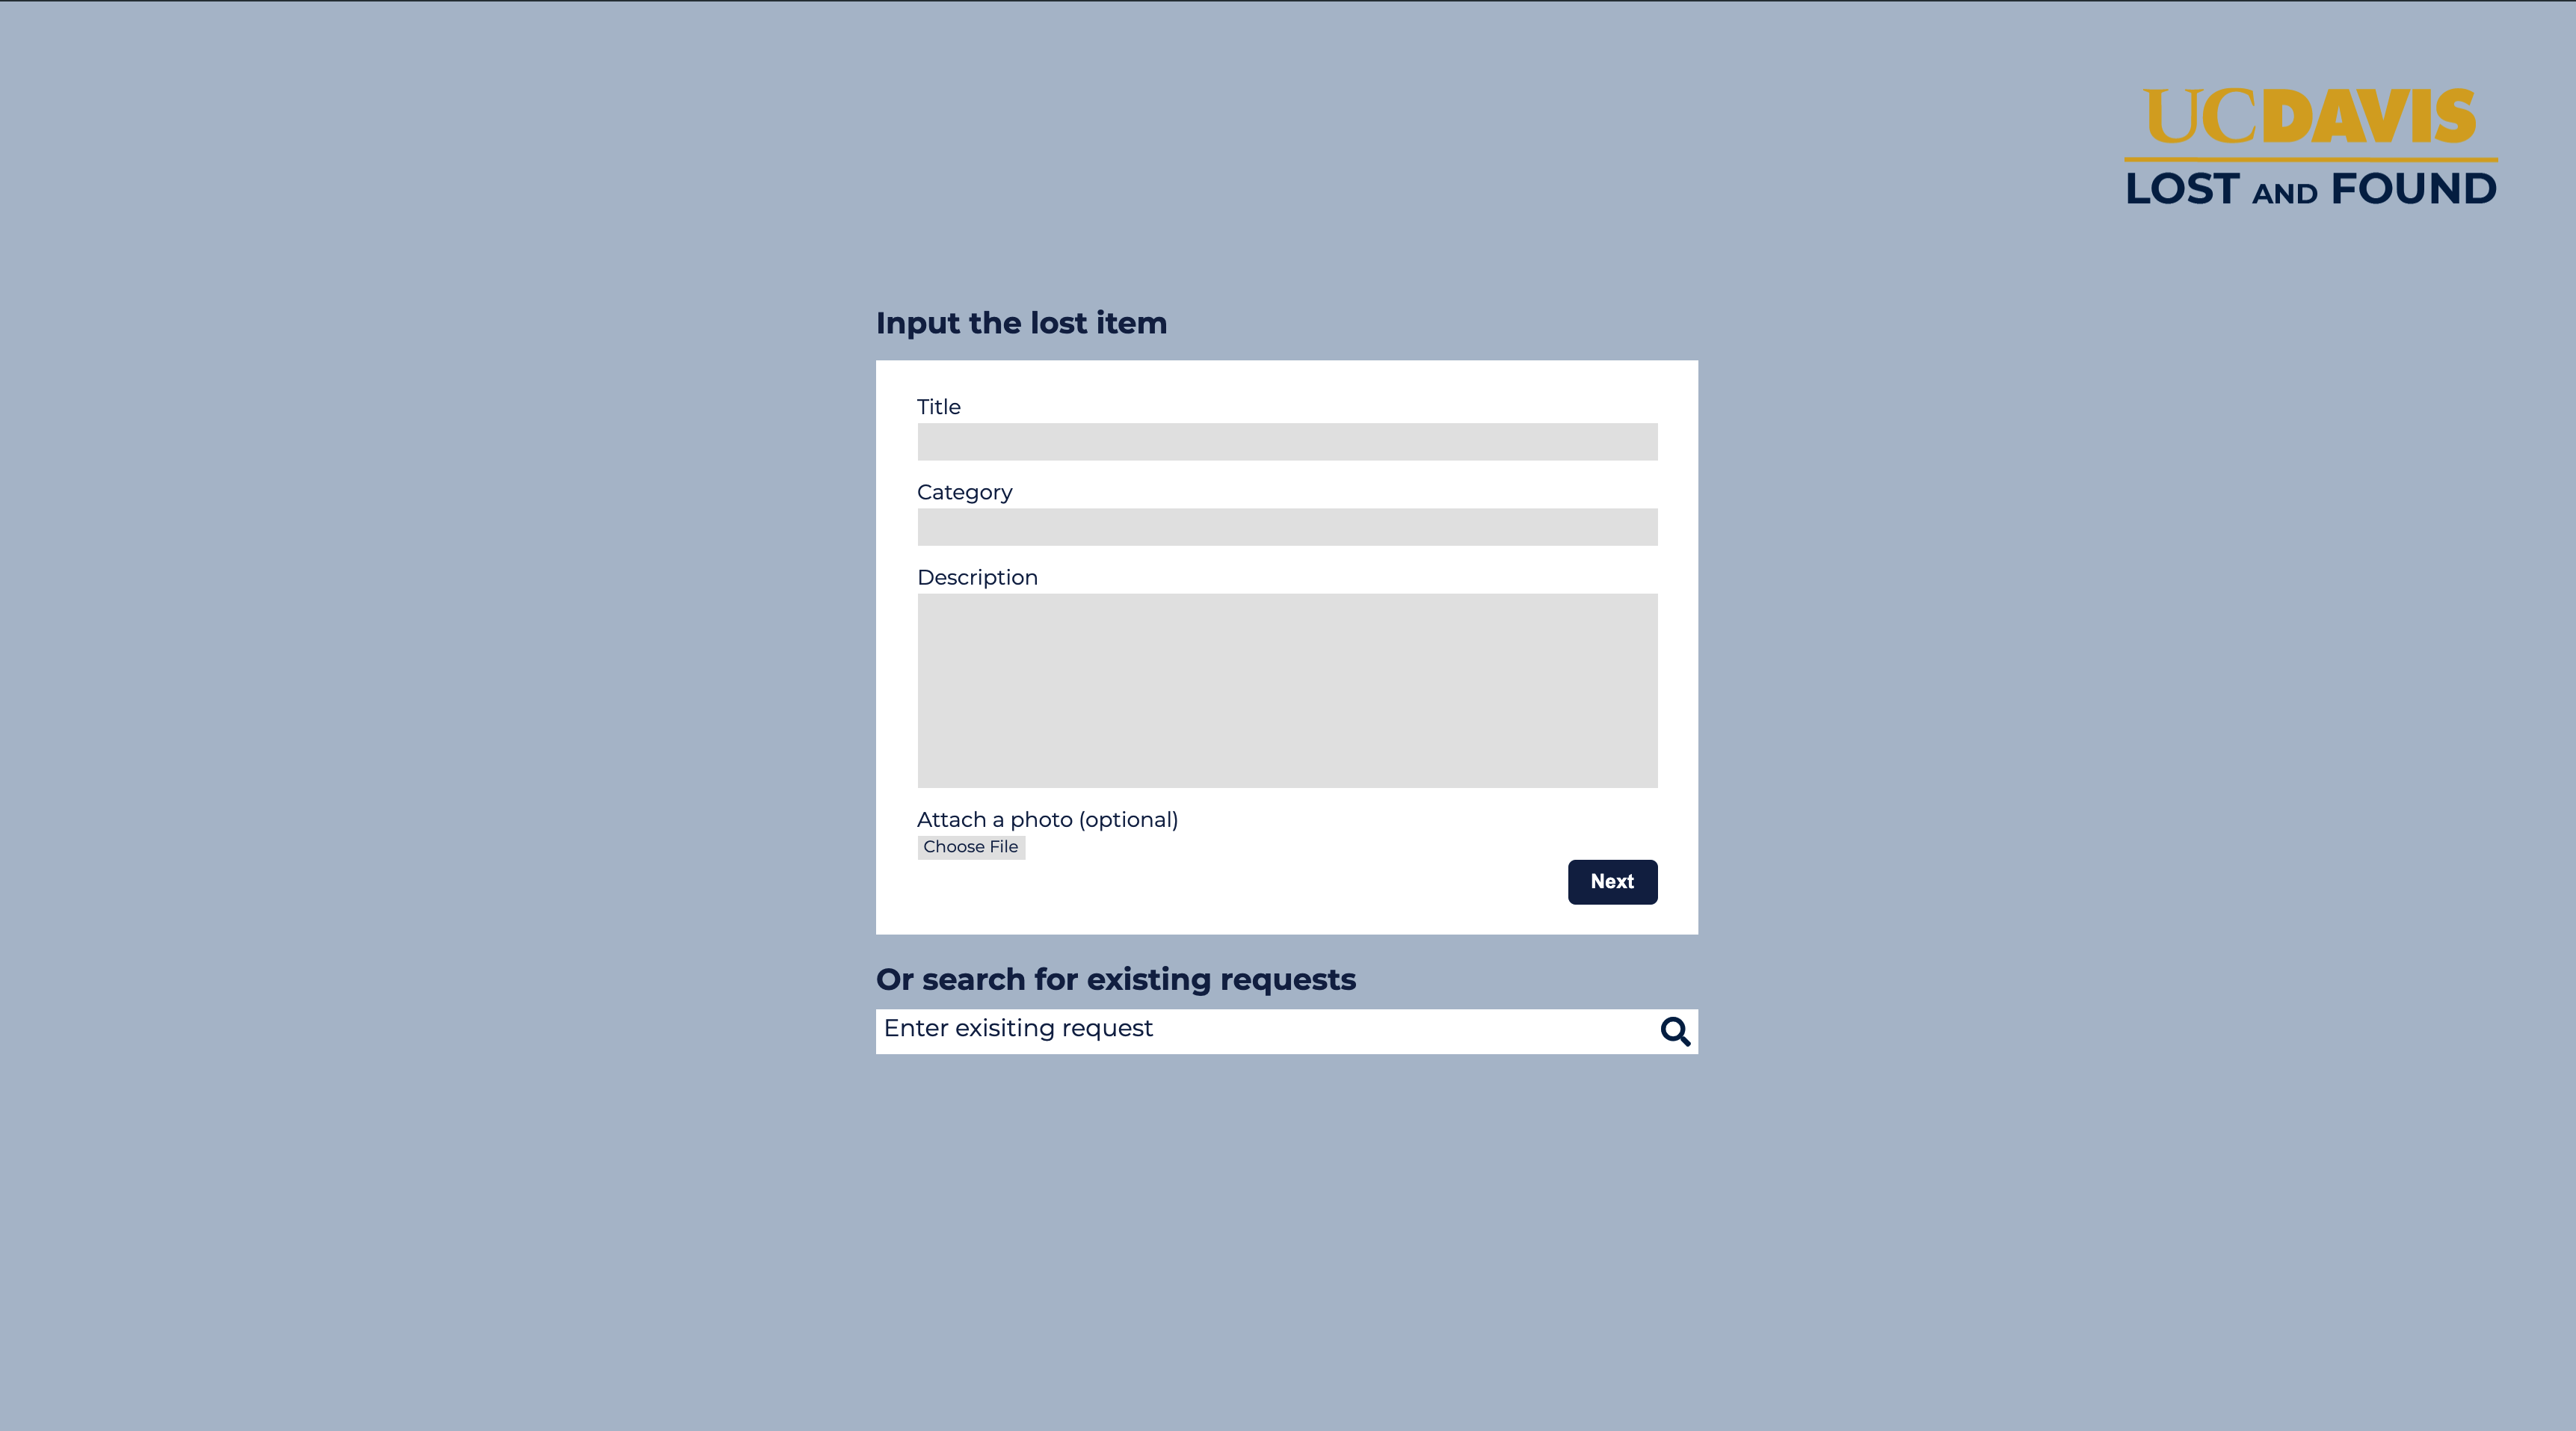 UCDAVIS
LOST AND FOUND
Input the lost item
Title
Category
Description
Attach a photo (optional)
Choose File
Next
Or search for existing requests
Enter exisiting request